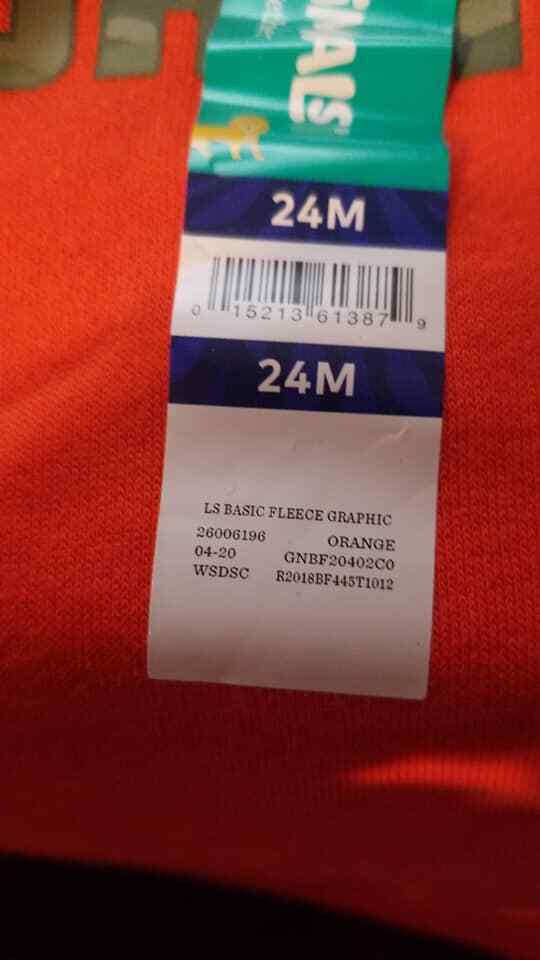 24M
0 15213 61387 9
24M
LS BASIC FLEECE GRAPHIC
26006196 ORANGE
04-20 GNBF20402C0
WSDSC R2018BF445T1012